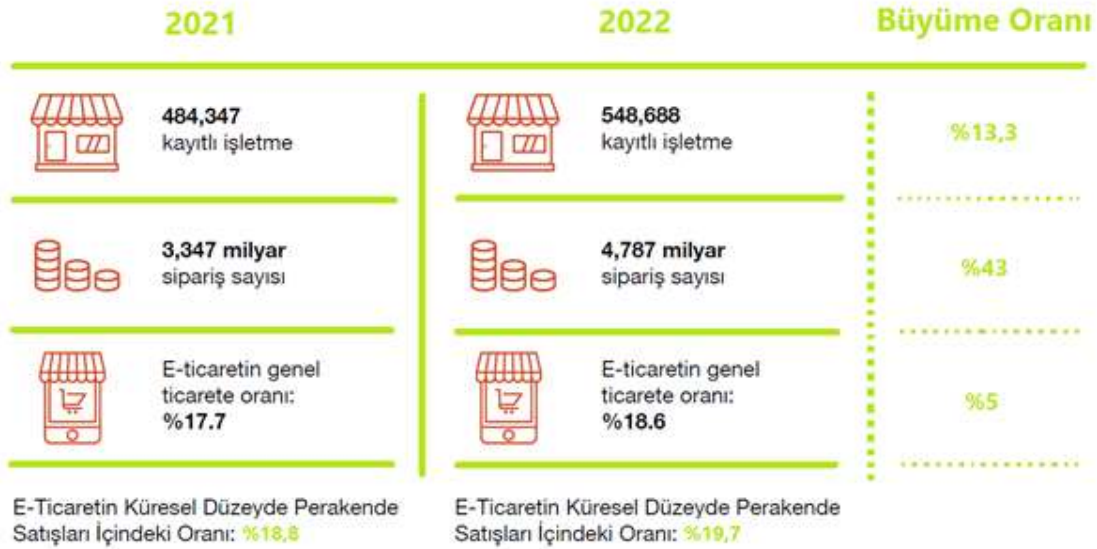 2021
2022
Büyüme Oranı
484,347
kayıtlı işletme
548,688
kayıtlı işletme
%13,3
3,347 milyar
sipariş sayısı
4,787 milyar
sipariş sayısı
%43
E-ticaretin genel
ticarete oranı:
%17.7
E-ticaretin genel
ticarete oranı:
%18.6
%5
E-Ticaretin Küresel Düzeyde Perakende
Satışları İçindeki Oranı: %18,8
E-Ticaretin Küresel Düzeyde Perakende
Satışları İçindeki Oranı: %19,7